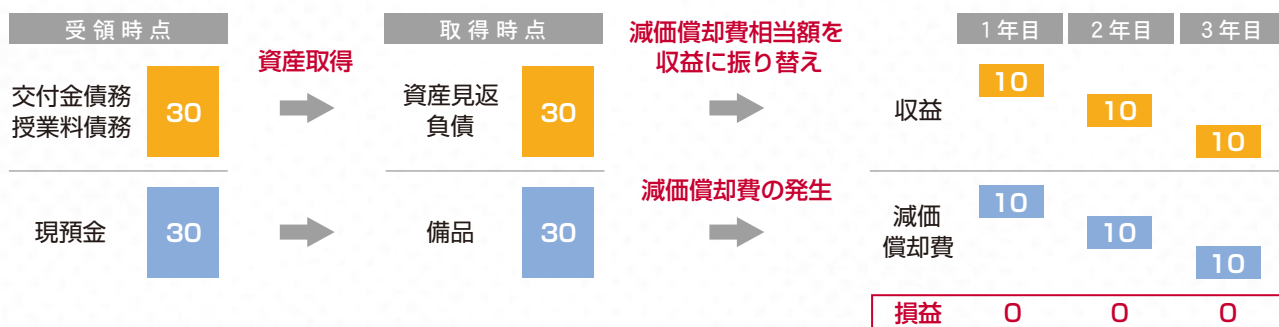 受領時点
取得時点
減価償却費相当額を
収益に振り替え
1年目 2年目 3年目
資産取得
交付金債務
授業料債務
30
資産見返
負債
30
収益
10
10
10
減価償却費の発生
現預金
30
備品
30
減価
償却費
10
10
10
損益 0 0 0